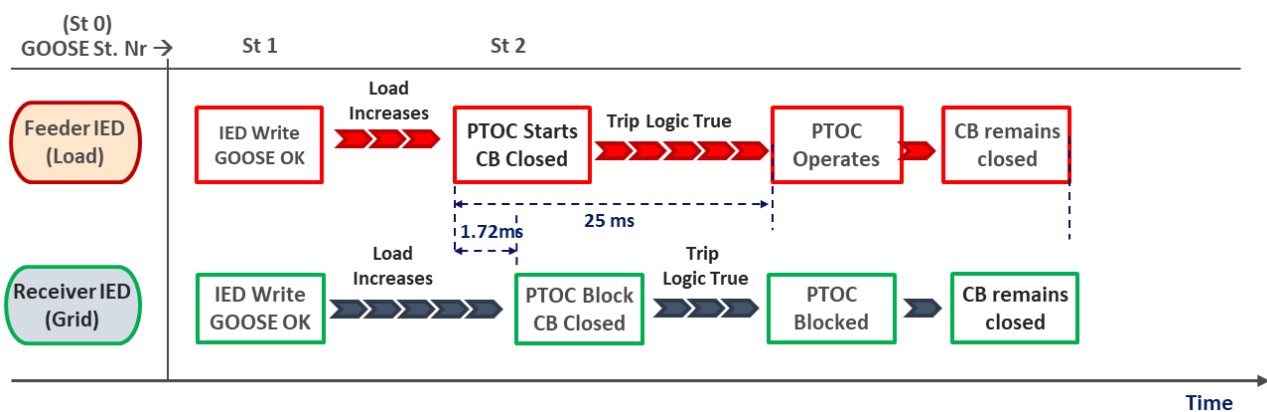 (St 0)
GOOSE St. Nr →
St 1
St 2
Feeder IED
(Load)
IED Write
GOOSE OK
Load
Increases
PTOC Starts
CB Closed
Trip Logic True
PTOC
Operates
CB remains
closed
25 ms
1.72ms
Receiver IED
(Grid)
IED Write
GOOSE OK
Load
Increases
PTOC Block
CB Closed
Trip
Logic True
PTOC
Blocked
CB remains
closed
Time